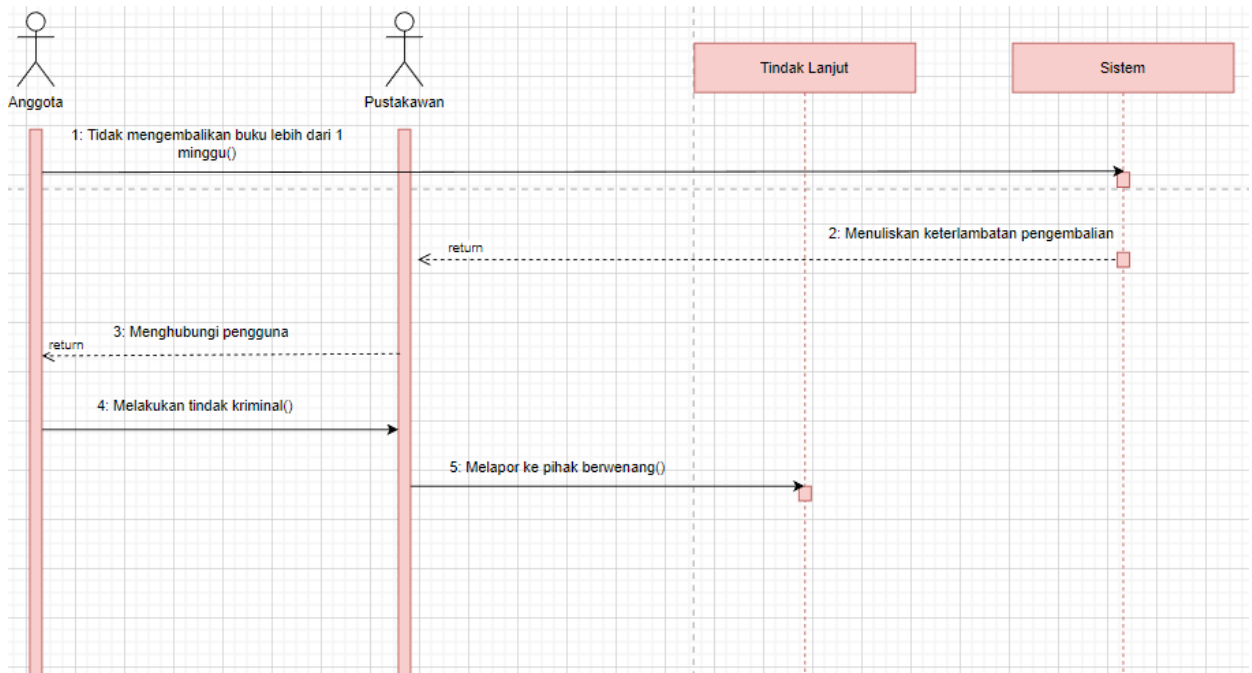 Anggota
Pustakawan
Tindak Lanjut
Sistem
1: Tidak mengembalikan buku lebih dari 1
minggu()
2: Menuliskan keterlambatan pengembalian
return
3: Menghubungi pengguna
return
4: Melakukan tindak kriminal()
5: Melapor ke pihak berwenang()